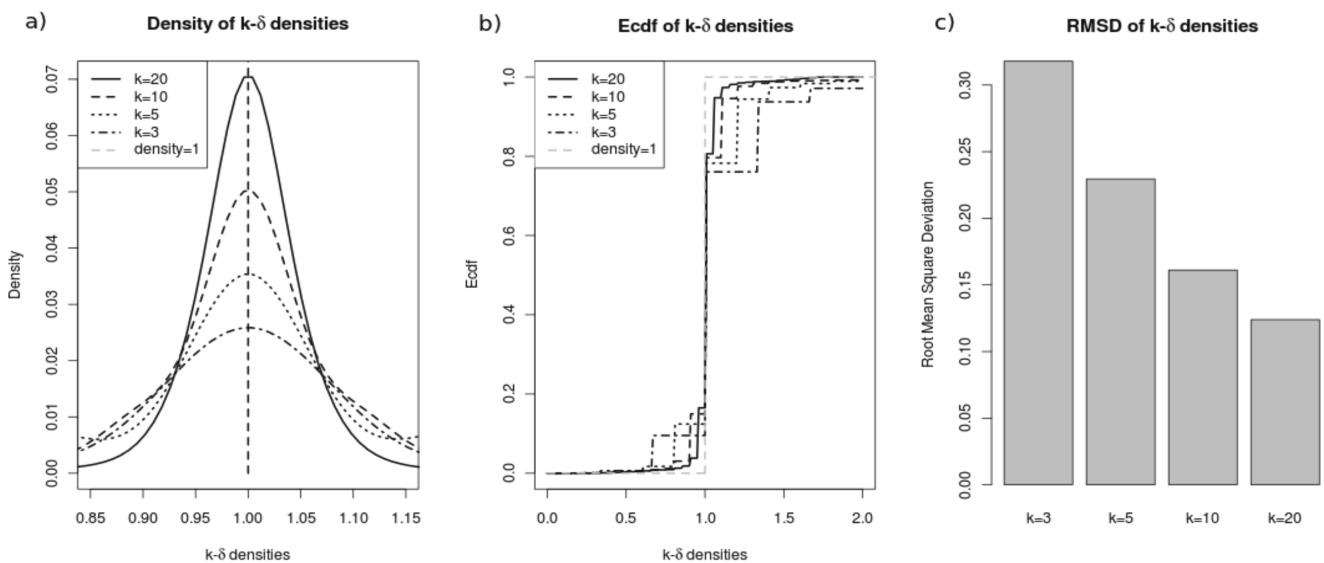 a)
Density of k-δ densities
k=20
k=10
k=5
k=3
density=1
Density
0.00
0.01
0.02
0.03
0.04
0.05
0.06
0.07
0.85
0.90
0.95
1.00
1.05
1.10
1.15
k-δ densities
b)
Ecdf of k-δ densities
k=20
k=10
k=5
k=3
density=1
Ecdf
0.0
0.2
0.4
0.6
0.8
1.0
0.0
0.5
1.0
1.5
2.0
k-δ densities
c)
RMSD of k-δ densities
Root Mean Square Deviation
0.00
0.05
0.10
0.15
0.20
0.25
0.30
k=3
k=5
k=10
k=20